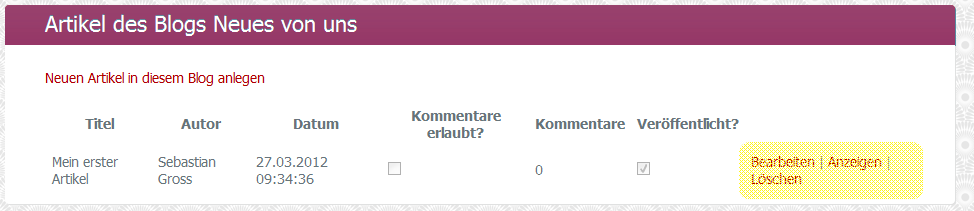 Artikel des Blogs Neues von uns
Neuen Artikel in diesem Blog anlegen
Titel Autor Datum Kommentare erlaubt? Kommentare Veröffentlicht?
Mein erster Artikel Sebastian Gross 27.03.2012 09:34:36 0 Bearbeiten | Anzeigen | Löschen